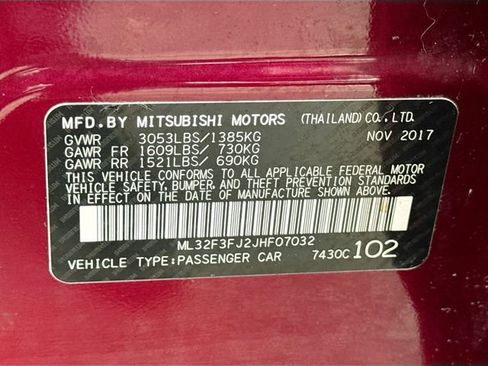 MFD.BY MITSUBISHI MOTORS (THAILAND)CO.,LTD.
GVWR 3053LBS/1385KG NOV 2017
GAWR FR 1609LBS/ 730KG
GAWR RR 1521LBS/ 690KG
THIS VEHICLE CONFORMS TO ALL APPLICABLE FEDERAL MOTOR
VEHICLE SAFETY, BUMPER, AND THEFT PREVENTION STANDARDS
IN EFFECT ON THE DATE OF MANUFACTURE SHOWN ABOVE.
ML32F3FJ2JHF07032
VEHICLE TYPE:PASSENGER CAR 7430C 102